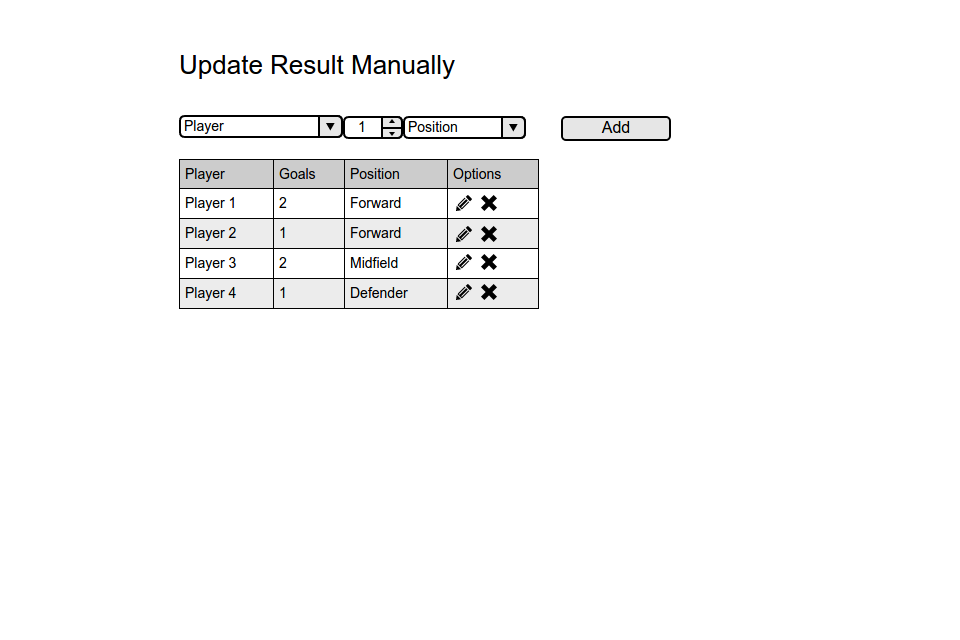 Update Result Manually
Player 1 Position Add
Player Goals Position Options
Player 1 2 Forward
Player 2 1 Forward
Player 3 2 Midfield
Player 4 1 Defender